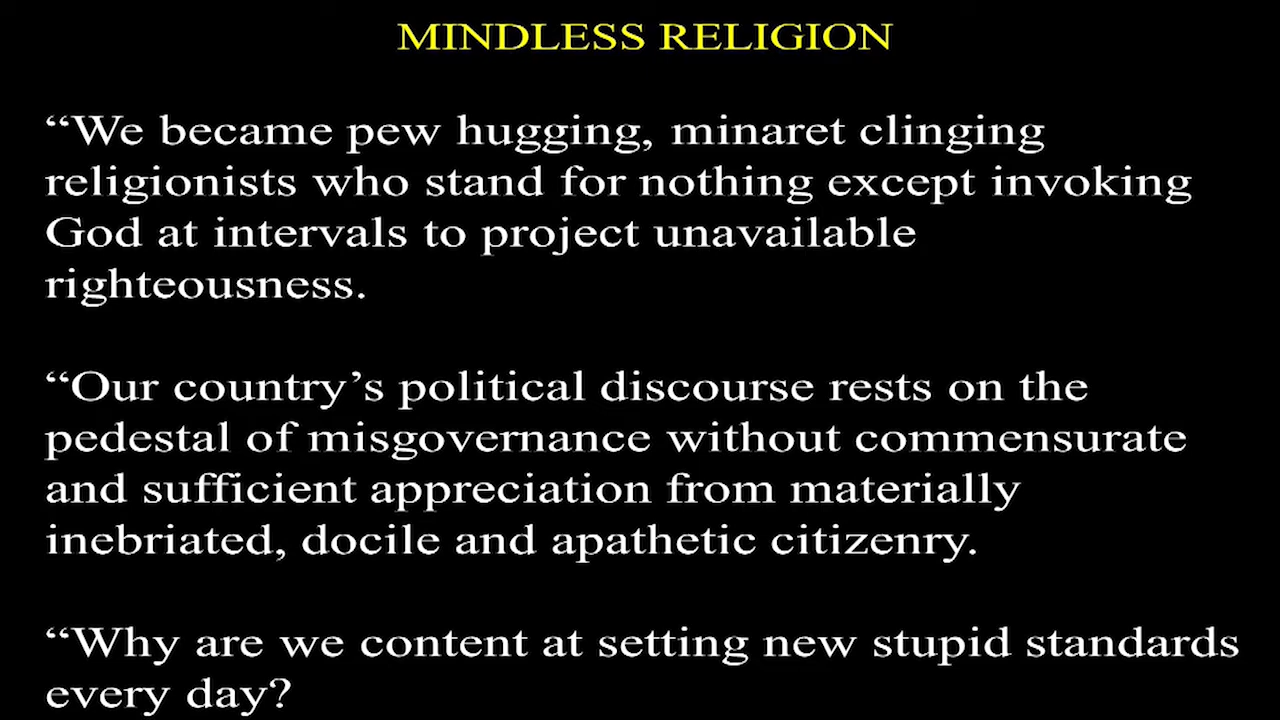 MINDLESS RELIGION
“We became pew hugging, minaret clinging
religionists who stand for nothing except invoking
God at intervals to project unavailable
righteousness.
“Our country’s political discourse rests on the
pedestal of misgovernance without commensurate
and sufficient appreciation from materially
inebriated, docile and apathetic citizenry.
“Why are we content at setting new stupid standards
every day?